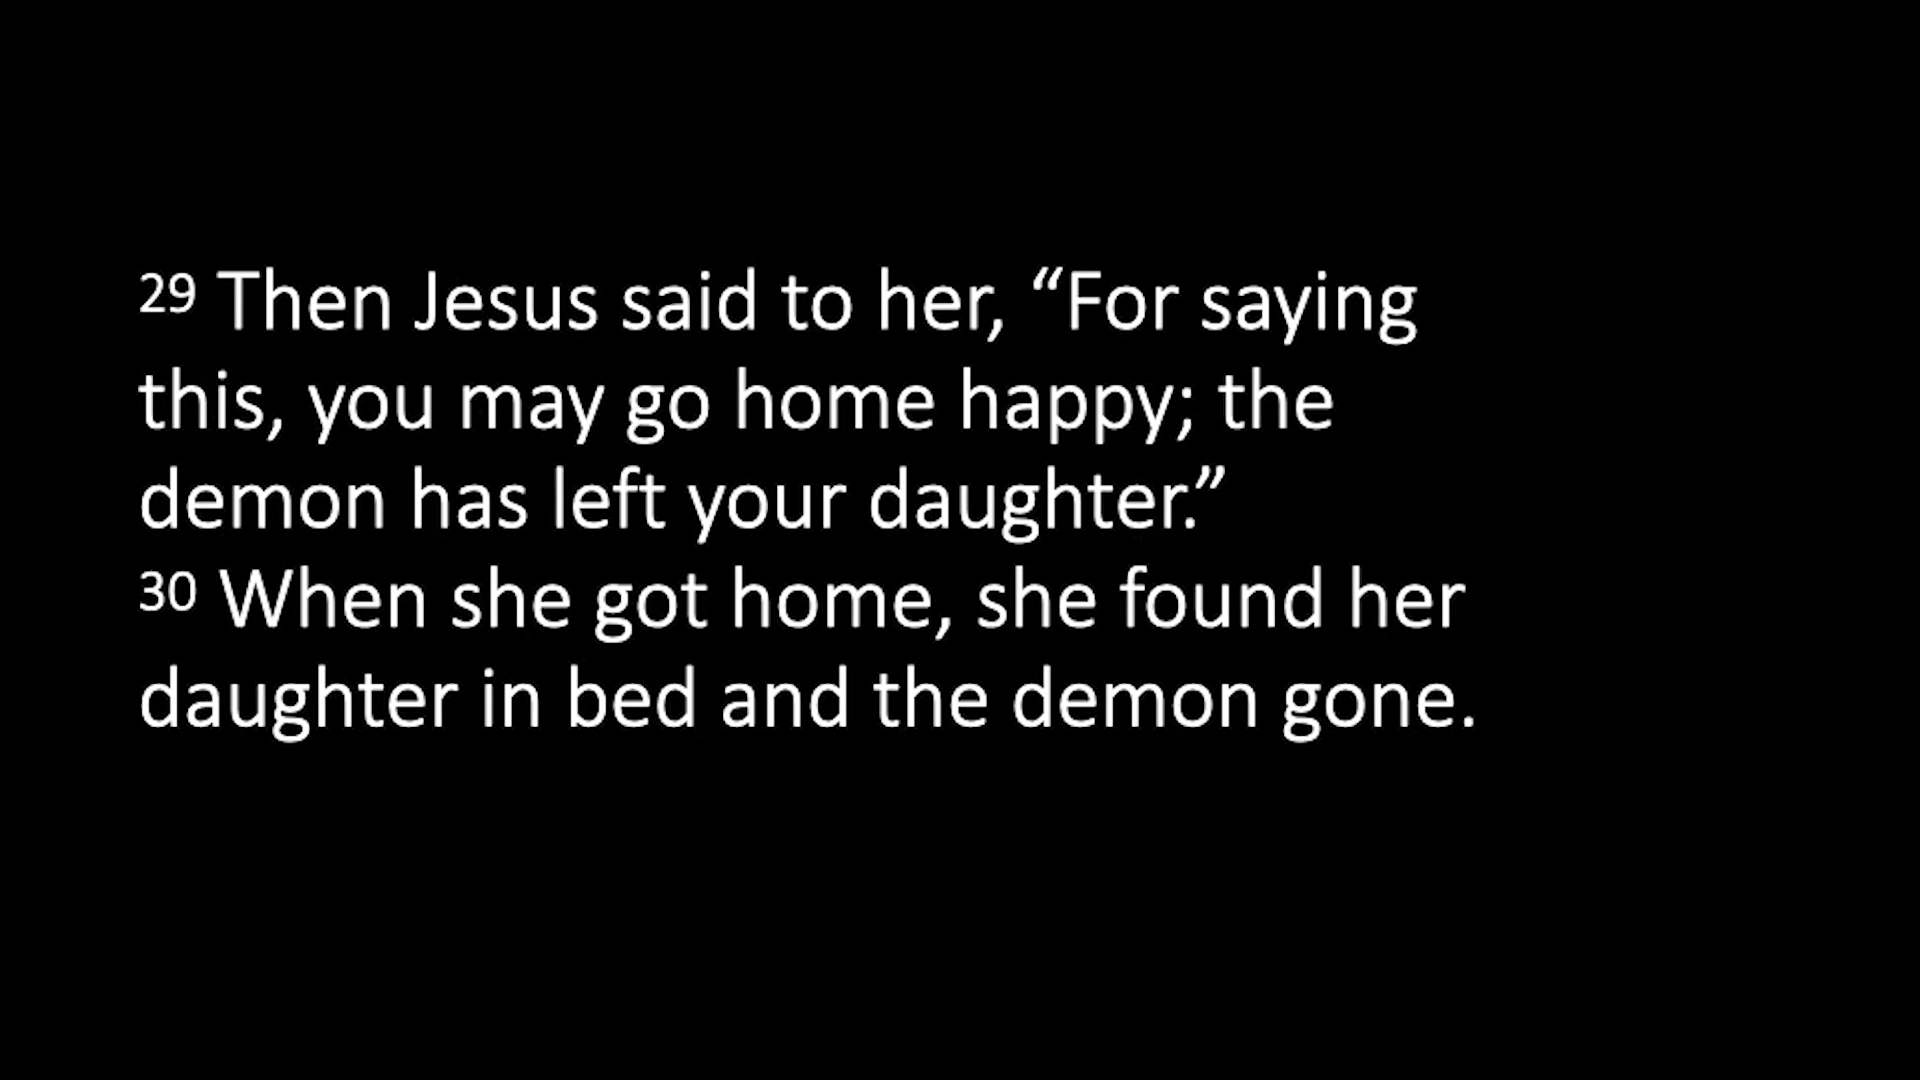 29 Then Jesus said to her, “For saying
this, you may go home happy; the
demon has left your daughter.”
30 When she got home, she found her
daughter in bed and the demon gone.